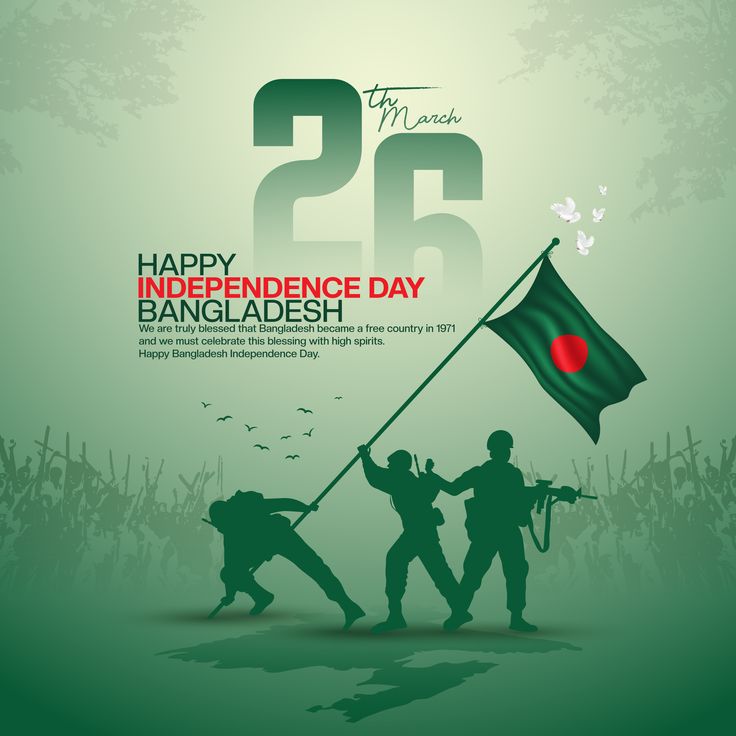 26
th
March
HAPPY
INDEPENDENCE DAY
BANGLADESH
We are truly blessed that Bangladesh became a free country in 1971
and we must celebrate this blessing with high spirits.
Happy Bangladesh Independence Day.